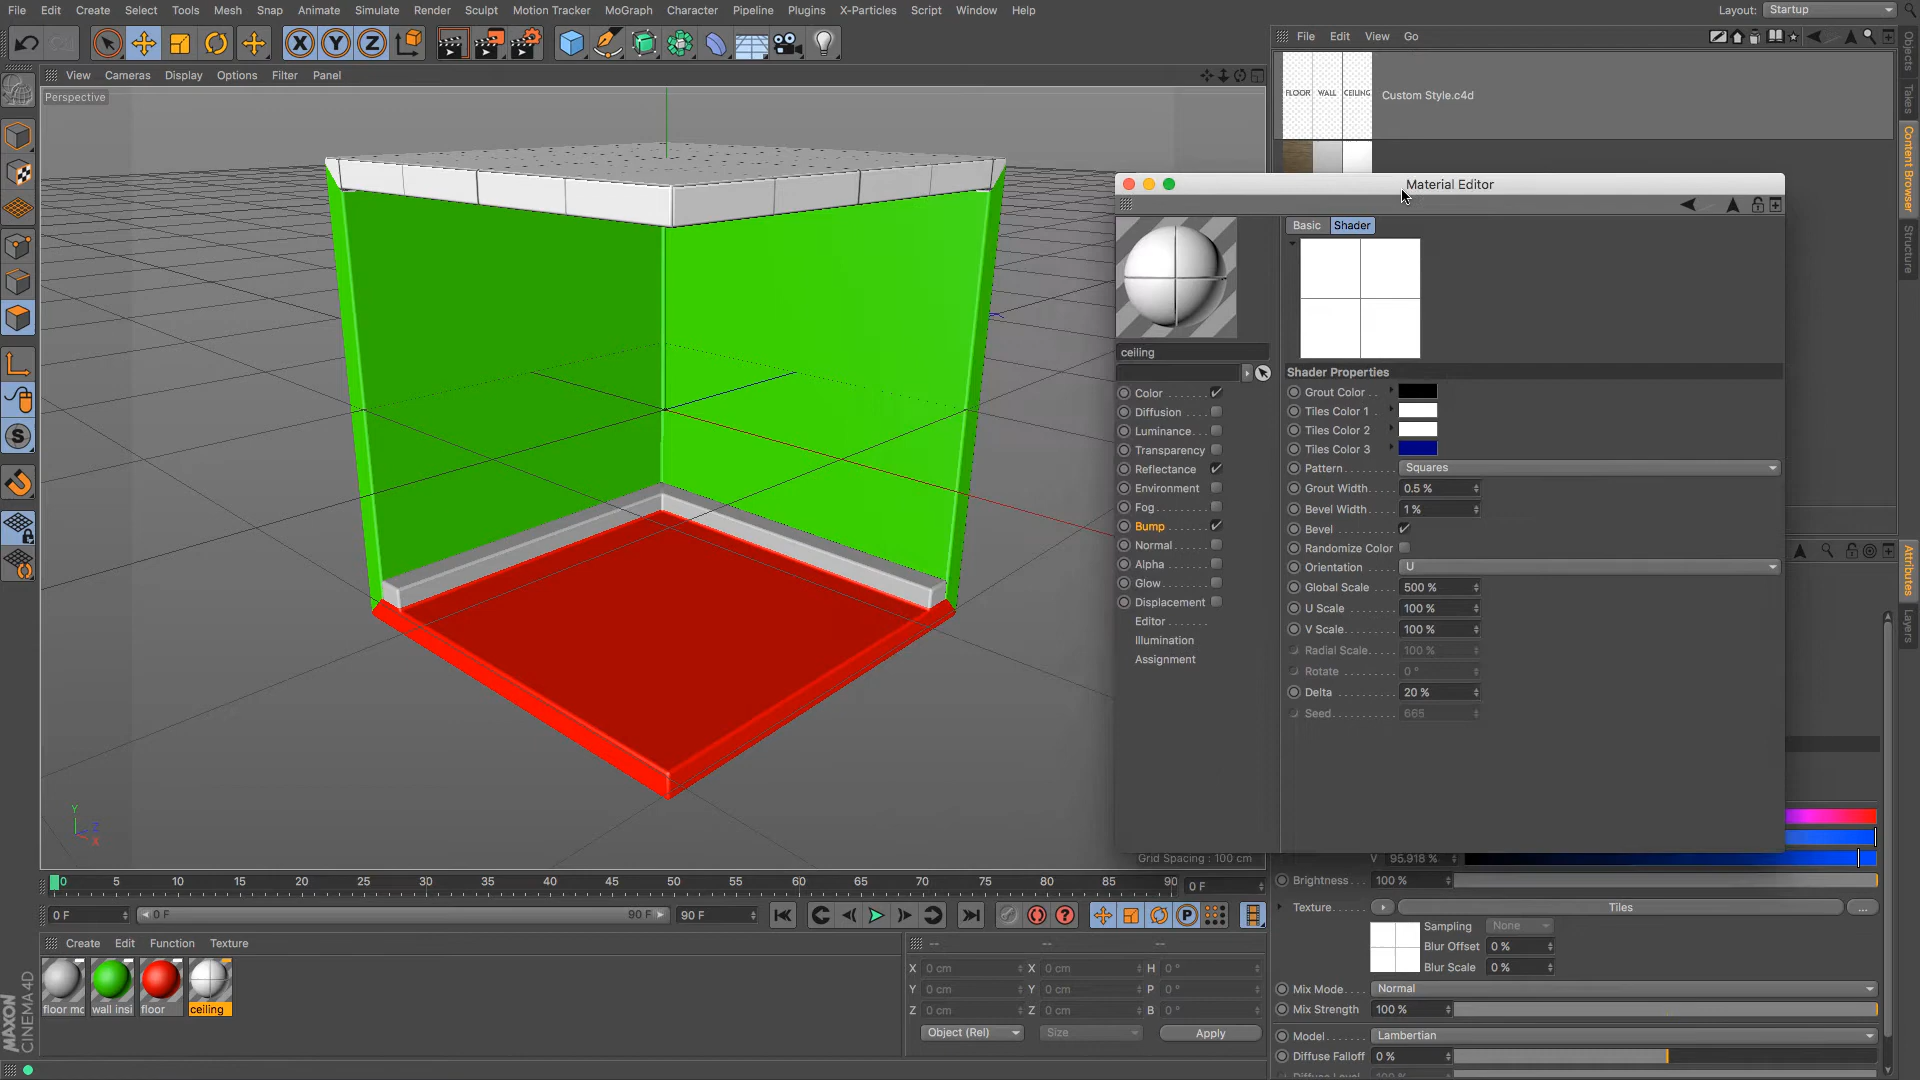 File Edit Create Select Tools Mesh Snap Animate Simulate Render Sculpt Motion Tracker MoGraph Character Pipeline Plugins X-Particles Script Window Help Layout: Startup
File Edit View Go
View Cameras Display Options Filter Panel
Perspective
FLOOR WALL CEILING Custom Style.c4d
Objects
Takes
Content Browser
Structure
Material Editor
Basic Shader
ceiling
Shader Properties
Color
Diffusion
Luminance
Transparency
Reflectance
Environment
Fog
Bump
Normal
Alpha
Glow
Displacement
Editor
Illumination
Assignment
Grout Color
Tiles Color 1
Tiles Color 2
Tiles Color 3
Pattern Squares
Grout Width 0.5 %
Bevel Width 1 %
Bevel
Randomize Color
Orientation U
Global Scale 500 %
U Scale 100 %
V Scale 100 %
Radial Scale 100 %
Rotate 0 °
Delta 20 %
Seed 665
Attributes
Layers
Y
Z
X
Grid Spacing : 100 cm
V 95.918 %
Brightness 100 %
Texture Tiles ...
Sampling None
Blur Offset 0 %
Blur Scale 0 %
Mix Mode Normal
Mix Strength 100 %
Model Lambertian
Diffuse Falloff 0 %
0 5 10 15 20 25 30 35 40 45 50 55 60 65 70 75 80 85 90 0 F
0 F 0 F 90 F 90 F
Create Edit Function Texture
floor mo wall insi floor ceiling
-- -- --
X 0 cm X 0 cm H 0 °
Y 0 cm Y 0 cm P 0 °
Z 0 cm Z 0 cm B 0 °
Object (Rel) Size Apply
MAXON
CINEMA 4D